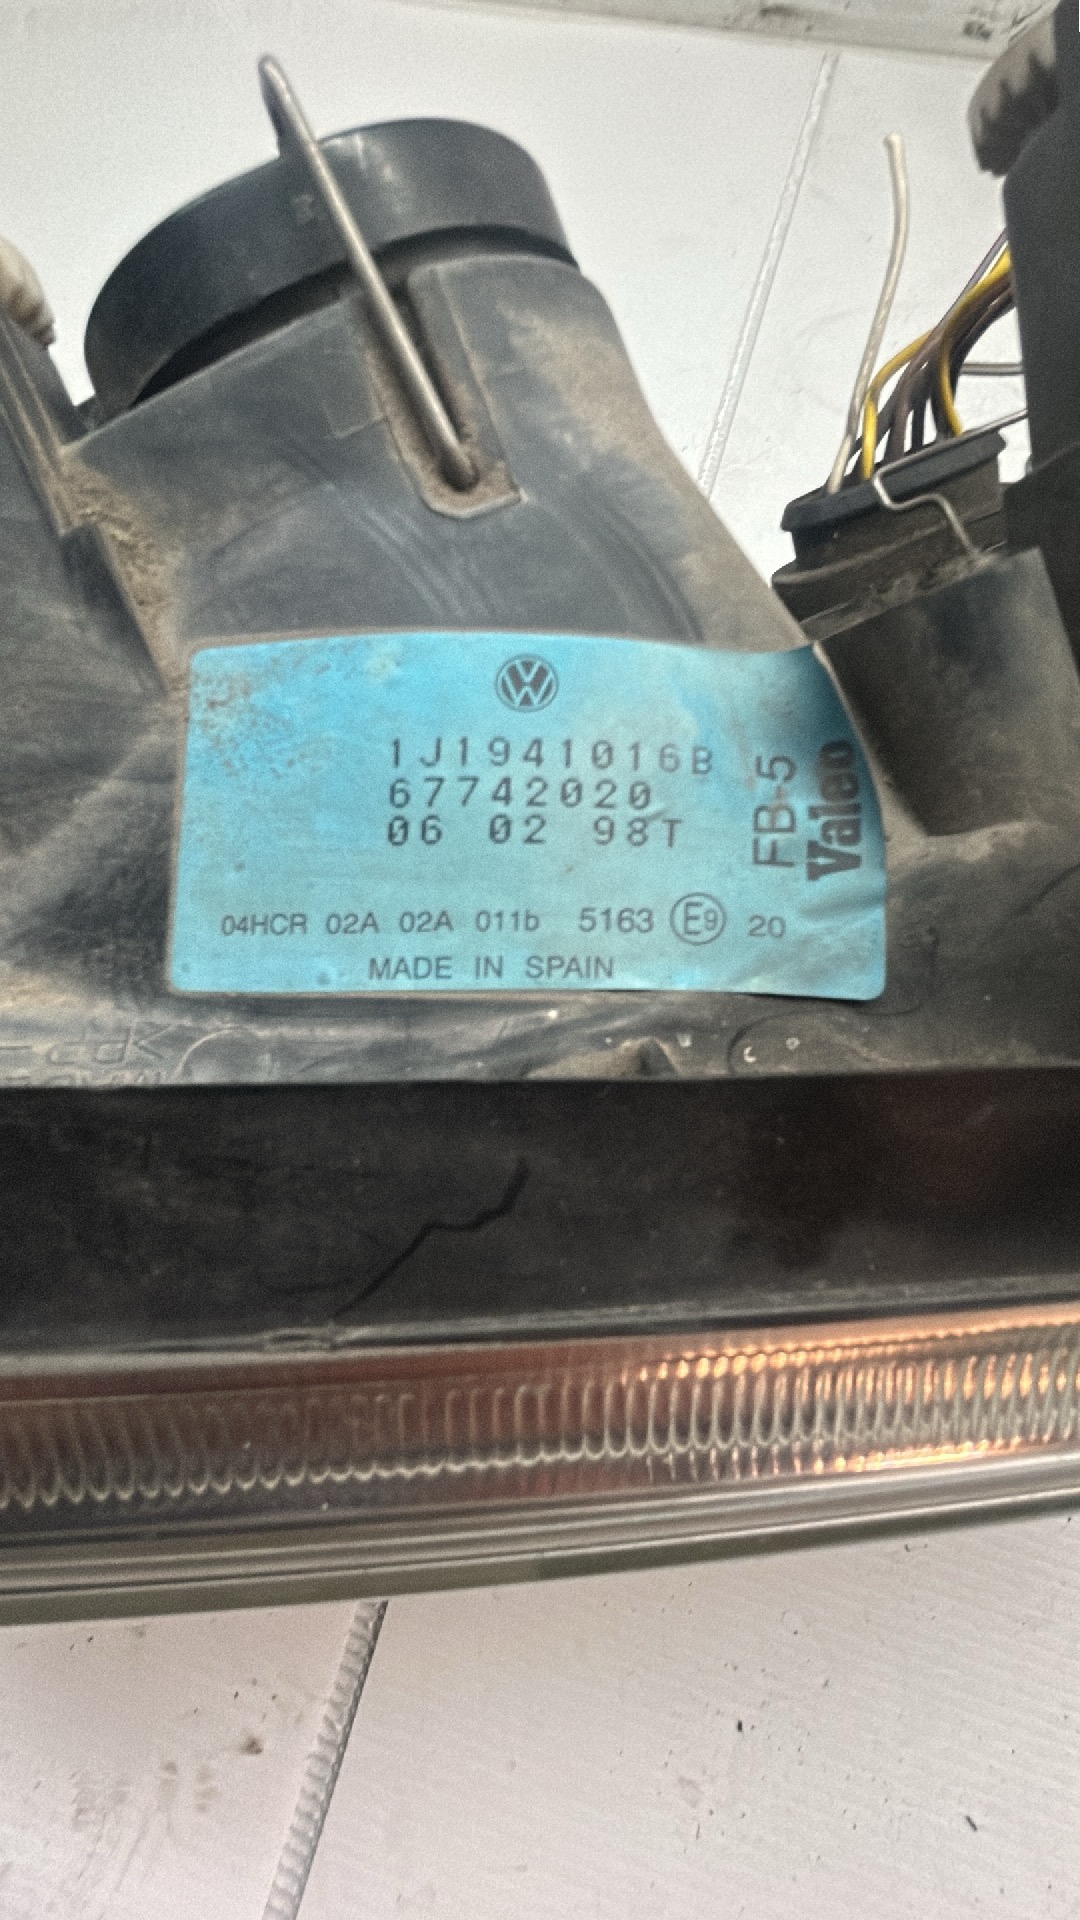 1J1941016B
67742020
06 02 98T
FB-5
Valeo
04HCR 02A 02A 011b 5163 E9 20
MADE IN SPAIN